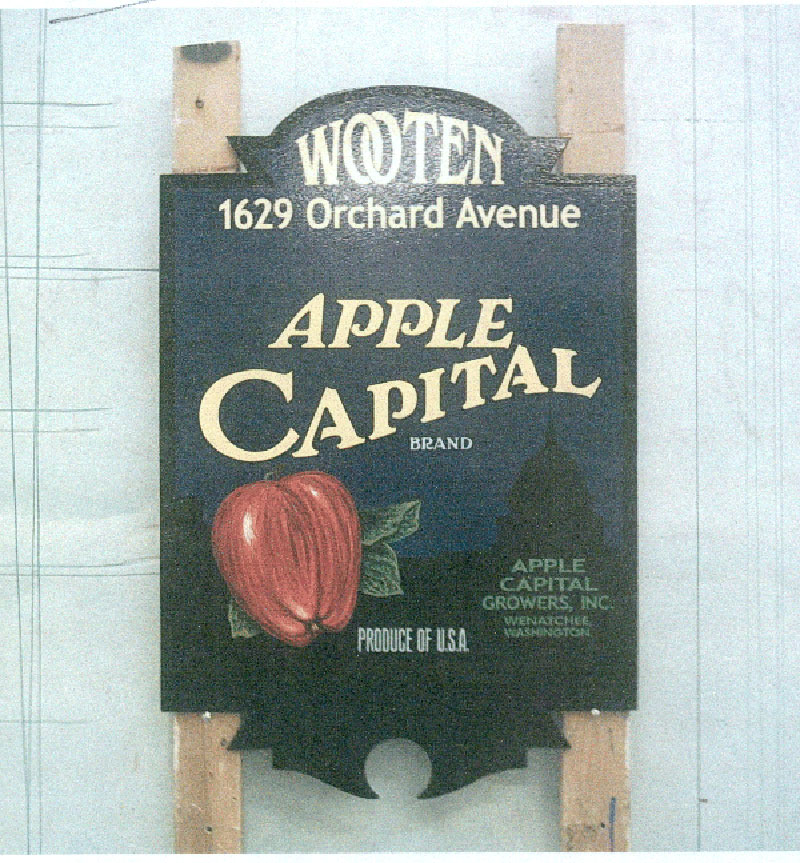 WOOTEN
1629 Orchard Avenue
APPLE
CAPITAL
BRAND
APPLE
CAPITAL
GROWERS, INC.
WENATCHEE,
WASHINGTON
PRODUCE OF U.S.A.